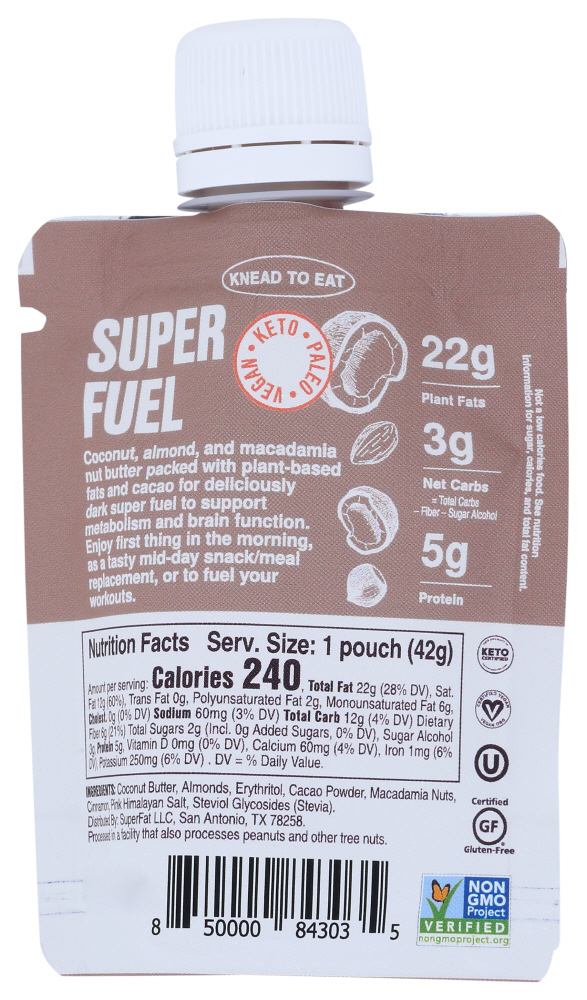 KNEAD TO EAT
SUPER
FUEL
KETO • PALEO • VEGAN •
Coconut, almond, and macadamia
nut butter packed with plant-based
fats and cacao for deliciously
dark super fuel to support
metabolism and brain function.
Enjoy first thing in the morning,
as a tasty mid-day snack/meal
replacement, or to fuel your
workouts.
22g
Plant Fats
3g
Net Carbs
= Total Carbs
– Fiber – Sugar Alcohol
5g
Protein
Not a low calories food. See nutrition
information for sugar, calories, and total fat content.
Nutrition Facts Serv. Size: 1 pouch (42g)
Amount per serving: Calories 240, Total Fat 22g (28% DV), Sat.
Fat 12g (60%), Trans Fat 0g, Polyunsaturated Fat 2g, Monounsaturated Fat 6g,
Cholest. 0g (0% DV) Sodium 60mg (3% DV) Total Carb 12g (4% DV) Dietary
Fiber 6g (21%) Total Sugars 2g (Incl. 0g Added Sugars, 0% DV), Sugar Alcohol
3g, Protein 5g, Vitamin D 0mg (0% DV), Calcium 60mg (4% DV), Iron 1mg (6%
DV), Potassium 250mg (6% DV) . DV = % Daily Value.
INGREDIENTS: Coconut Butter, Almonds, Erythritol, Cacao Powder, Macadamia Nuts,
Cinnamon, Pink Himalayan Salt, Steviol Glycosides (Stevia).
Distributed By: SuperFat LLC, San Antonio, TX 78258.
Processed in a facility that also processes peanuts and other tree nuts.
KETO
CERTIFIED
CERTIFIED VEGAN
V
VEGAN.ORG
U
Certified
GF
Gluten-Free
8 50000 84303 5
NON
GMO
Project
VERIFIED
nongmoproject.org